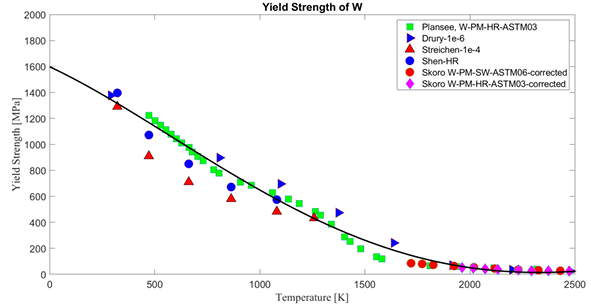 Yield Strength of W
2000
1800
1600
1400
1200
1000
800
600
400
200
0
Yield Strength [MPa]
Plansee, W-PM-HR-ASTM03
Drury-1e-6
Streichen-1e-4
Shen-HR
Skoro W-PM-SW-ASTM06-corrected
Skoro W-PM-HR-ASTM03-corrected
0 500 1000 1500 2000 2500
Temperature [K]